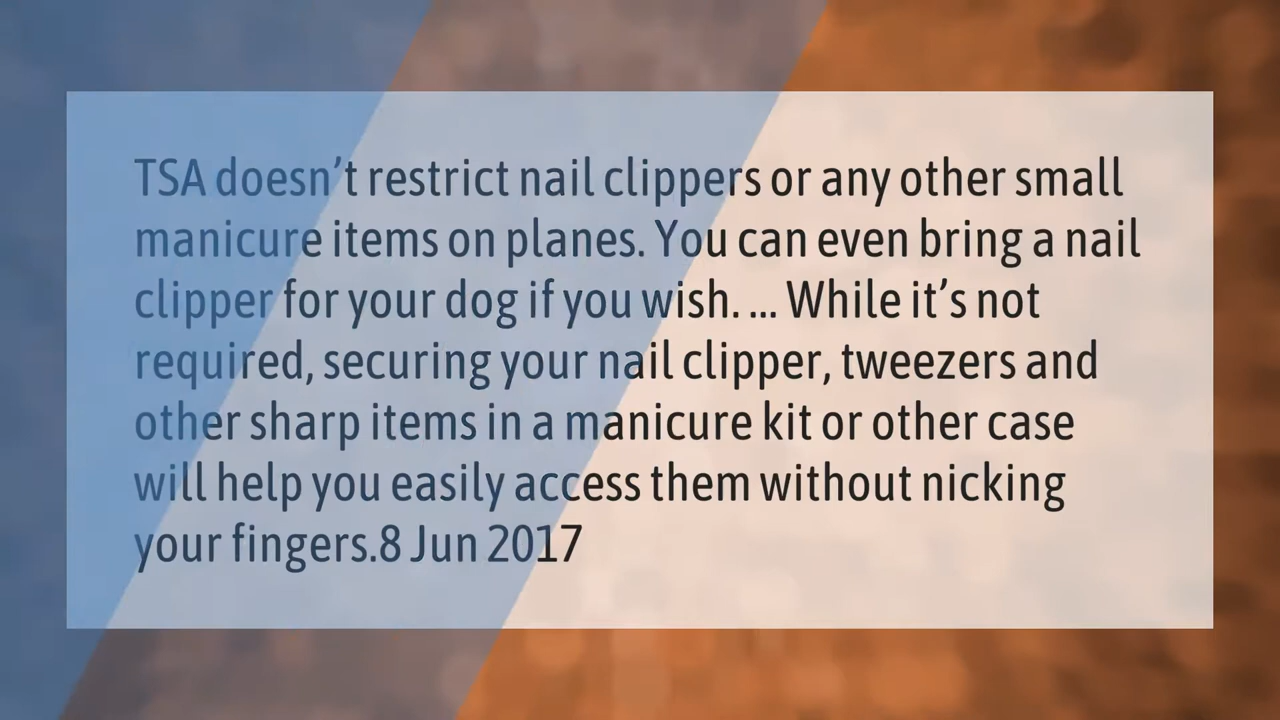 TSA doesn’t restrict nail clippers or any other small
manicure items on planes. You can even bring a nail
clipper for your dog if you wish. ... While it’s not
required, securing your nail clipper, tweezers and
other sharp items in a manicure kit or other case
will help you easily access them without nicking
your fingers.8 Jun 2017